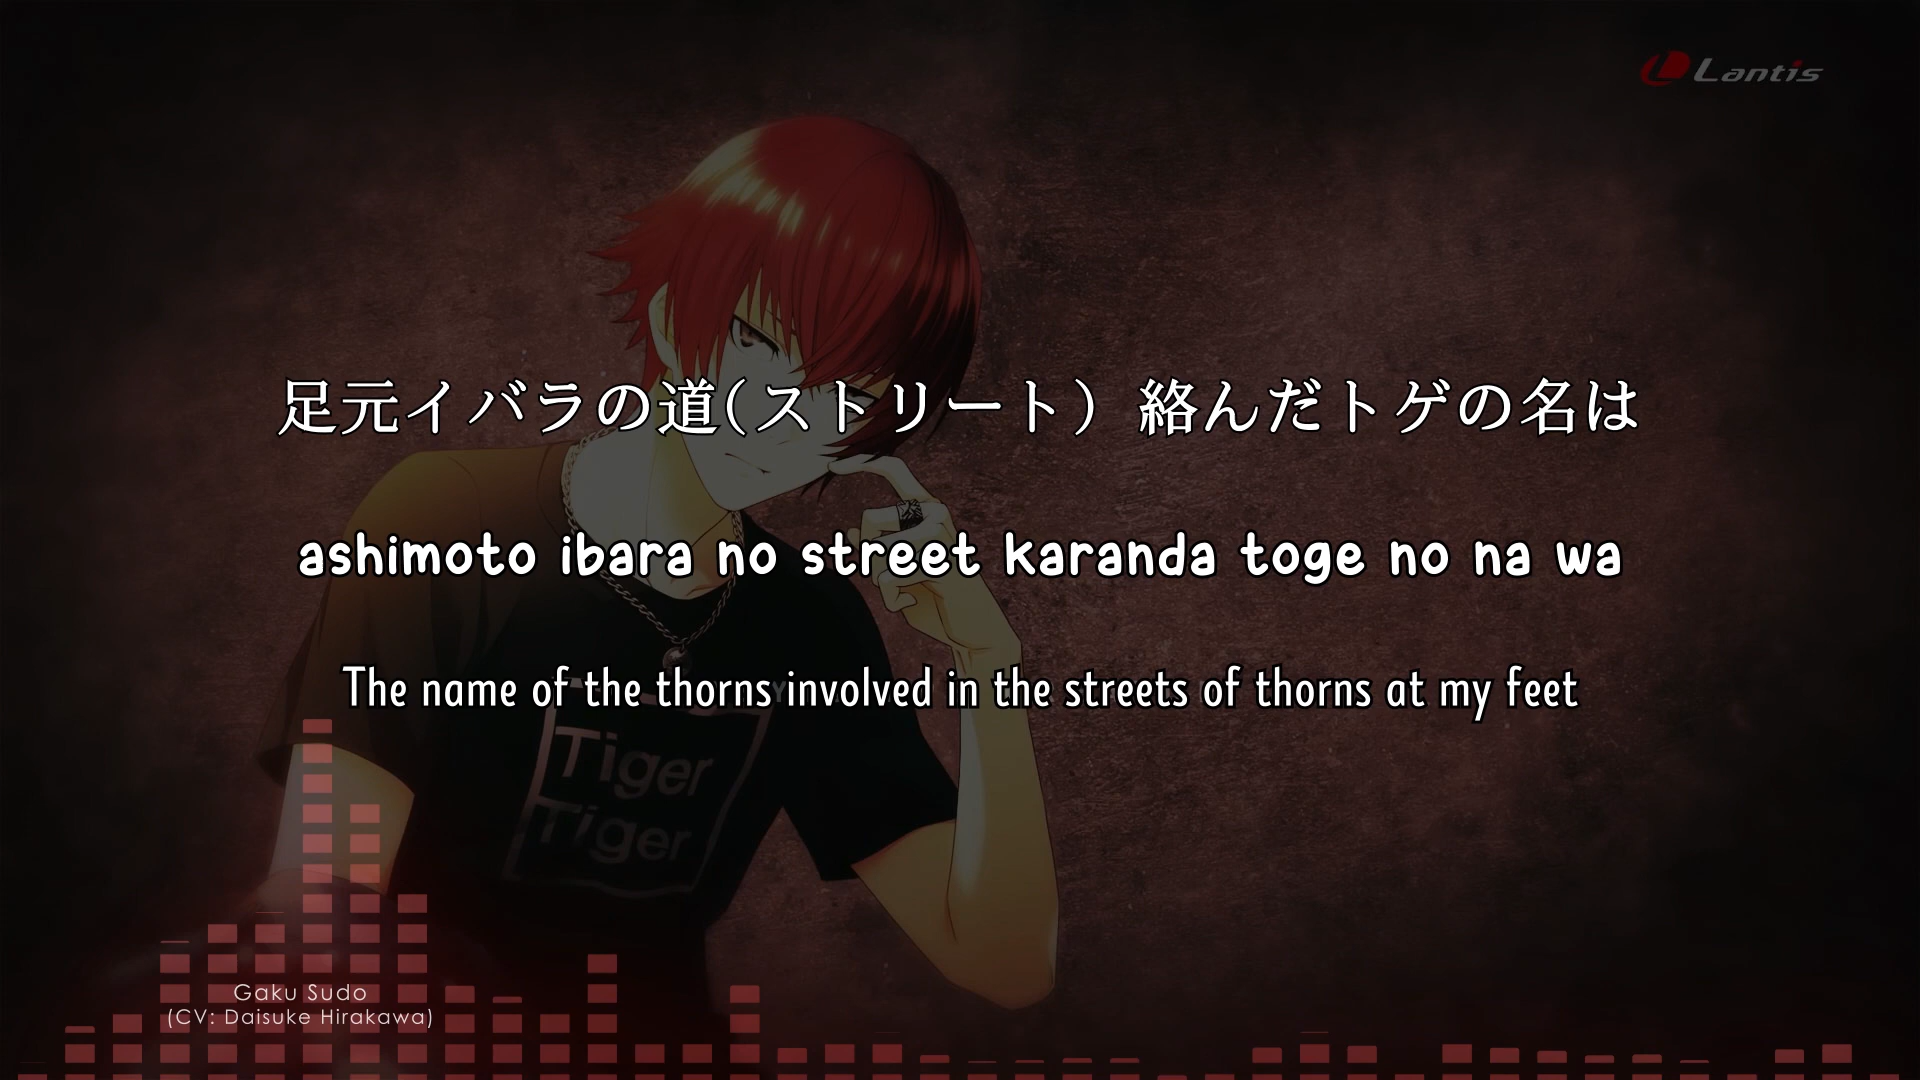 Lantis
足元イバラの道(ストリート) 絡んだトゲの名は
ashimoto ibara no street karanda toge no na wa
The name of the thorns involved in the streets of thorns at my feet
Tiger
Tiger
Gaku Sudo
(CV: Daisuke Hirakawa)